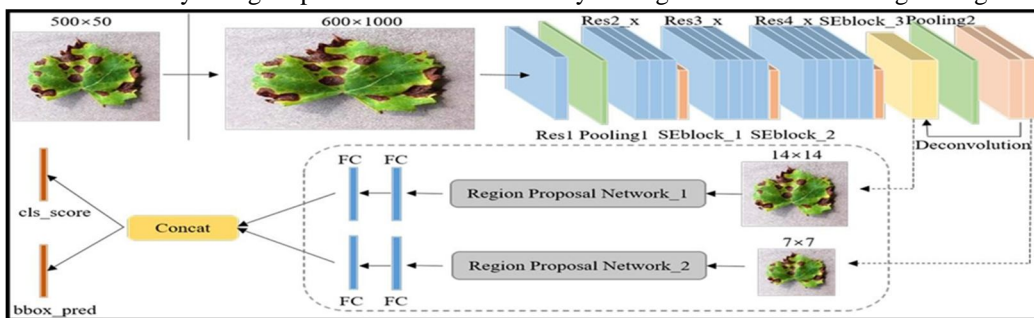 500×50
600×1000
Res2_x
Res3_x
Res4_x
SEblock_3
Pooling2
Res1
Pooling1
SEblock_1
SEblock_2
Deconvolution
14×14
FC
FC
Region Proposal Network_1
cls_score
Concat
7×7
Region Proposal Network_2
bbox_pred
FC
FC